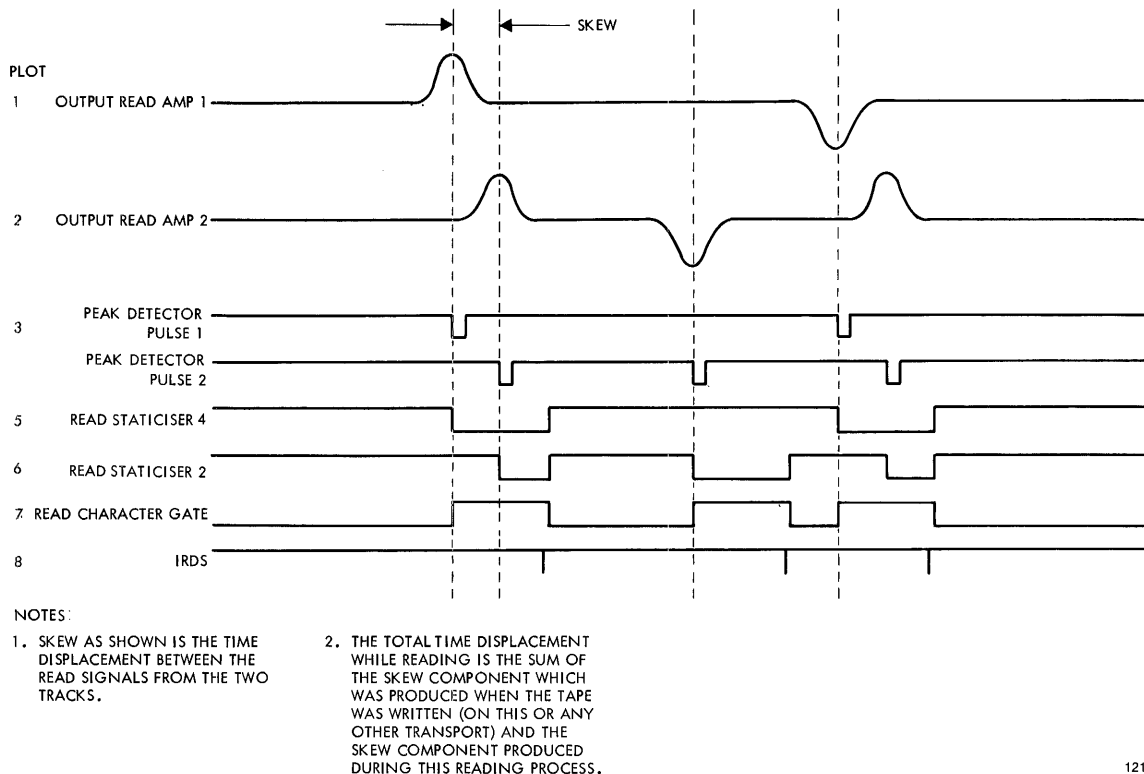 SKEW
PLOT
1 OUTPUT READ AMP 1
2 OUTPUT READ AMP 2
3 PEAK DETECTOR
PULSE 1
PEAK DETECTOR
PULSE 2
5 READ STATICISER 4
6 READ STATICISER 2
7 READ CHARACTER GATE
8 IRDS
NOTES:
1. SKEW AS SHOWN IS THE TIME
DISPLACEMENT BETWEEN THE
READ SIGNALS FROM THE TWO
TRACKS.
2. THE TOTAL TIME DISPLACEMENT
WHILE READING IS THE SUM OF
THE SKEW COMPONENT WHICH
WAS PRODUCED WHEN THE TAPE
WAS WRITTEN (ON THIS OR ANY
OTHER TRANSPORT) AND THE
SKEW COMPONENT PRODUCED
DURING THIS READING PROCESS.
121